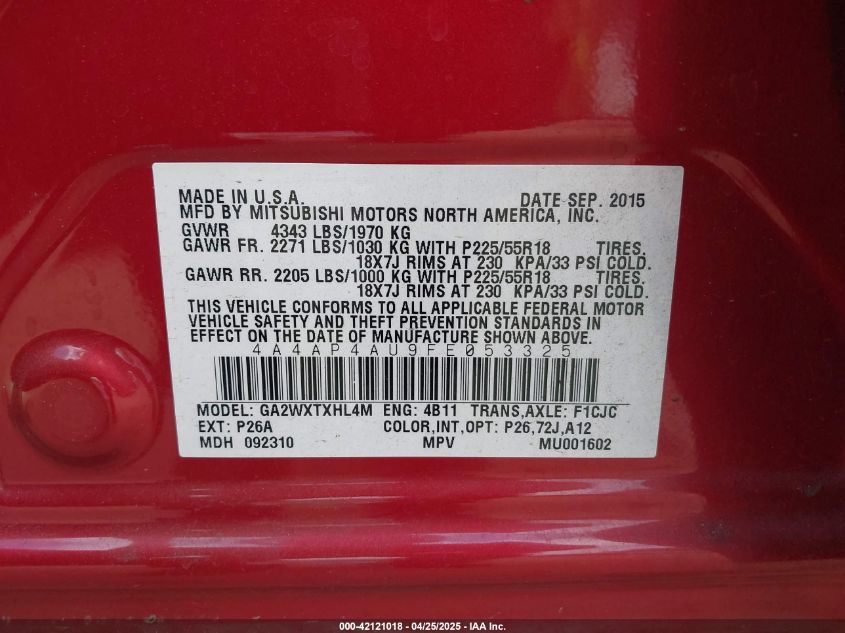 MADE IN U.S.A. DATE SEP. 2015
MFD BY MITSUBISHI MOTORS NORTH AMERICA, INC.
GVWR 4343 LBS/1970 KG
GAWR FR. 2271 LBS/1030 KG WITH P225/55R18 TIRES.
18X7J RIMS AT 230 KPA/33 PSI COLD.
GAWR RR. 2205 LBS/1000 KG WITH P225/55R18 TIRES.
18X7J RIMS AT 230 KPA/33 PSI COLD.
THIS VEHICLE CONFORMS TO ALL APPLICABLE FEDERAL MOTOR
VEHICLE SAFETY AND THEFT PREVENTION STANDARDS IN
EFFECT ON THE DATE OF MANUFACTURE SHOWN ABOVE.
4A4AP4AU9FE053325
MODEL: GA2WXTXHL4M ENG: 4B11 TRANS,AXLE: F1CJC
EXT: P26A COLOR,INT,OPT: P26,72J,A12
MDH 092310 MPV MU001602
000-42121018 - 04/25/2025 - IAA Inc.